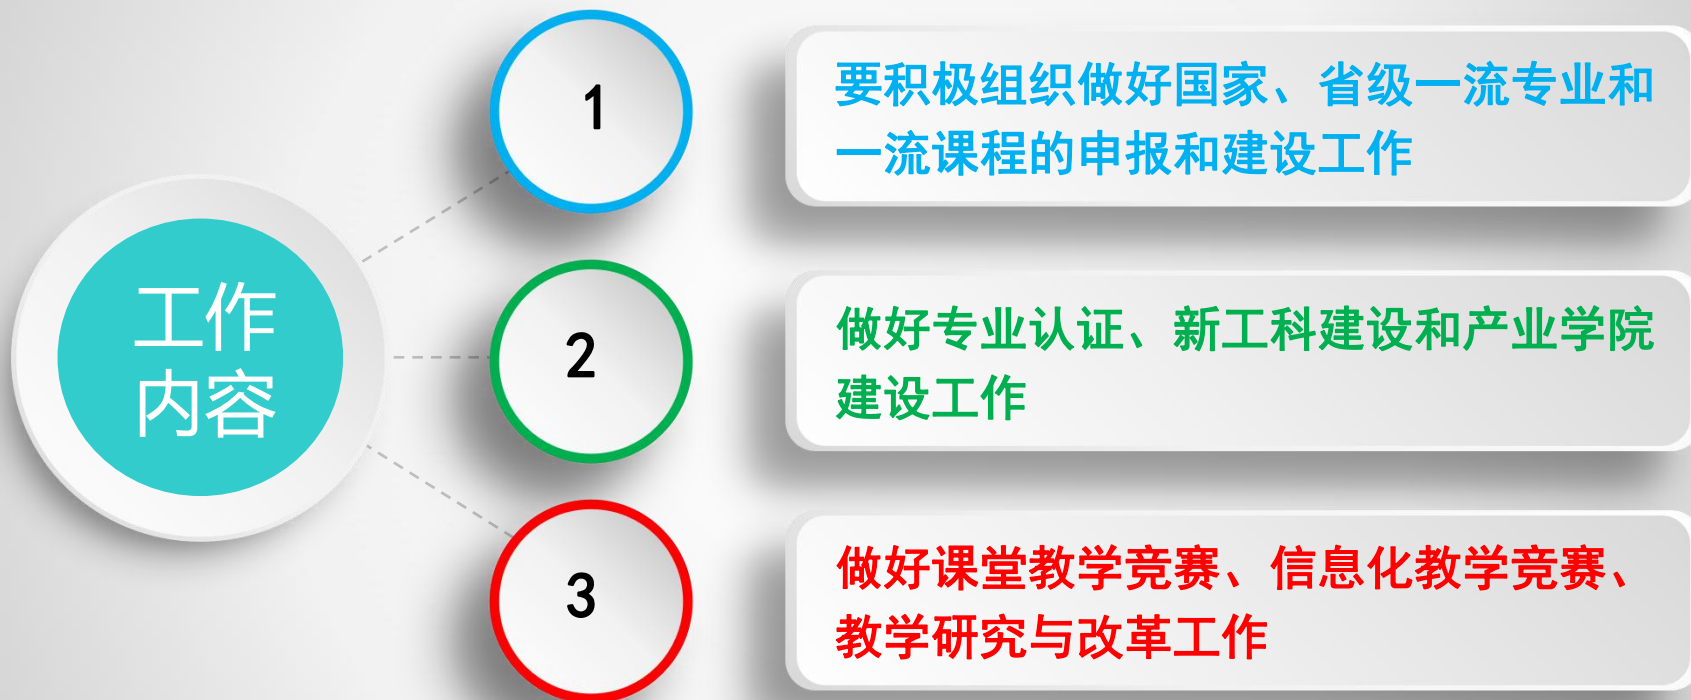 工作
内容
1
要积极组织做好国家、省级一流专业和
一流课程的申报和建设工作
2
做好专业认证、新工科建设和产业学院
建设工作
3
做好课堂教学竞赛、信息化教学竞赛、
教学研究与改革工作